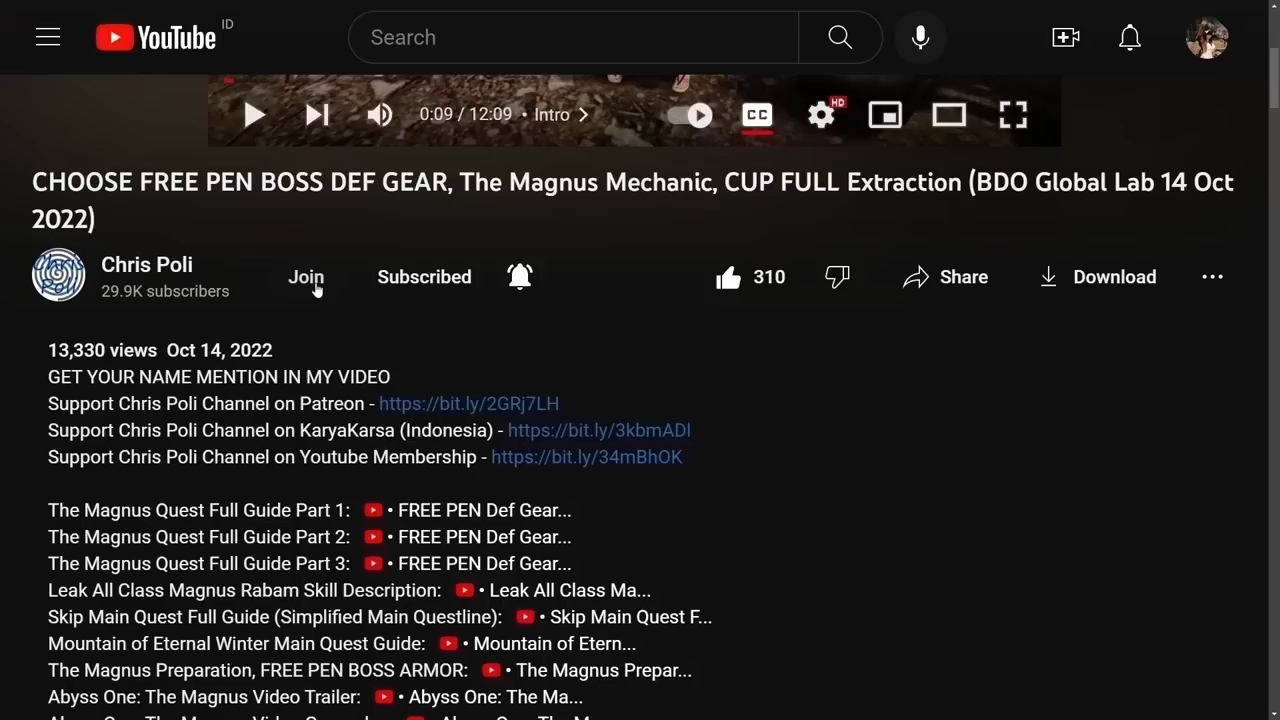 YouTube ID
Search
0:09 / 12:09 • Intro
CC
HD
CHOOSE FREE PEN BOSS DEF GEAR, The Magnus Mechanic, CUP FULL Extraction (BDO Global Lab 14 Oct
2022)
Chris Poli
29.9K subscribers
Join
Subscribed
310
Share
Download
13,330 views Oct 14, 2022
GET YOUR NAME MENTION IN MY VIDEO
Support Chris Poli Channel on Patreon - https://bit.ly/2GRj7LH
Support Chris Poli Channel on KaryaKarsa (Indonesia) - https://bit.ly/3kbmADl
Support Chris Poli Channel on Youtube Membership - https://bit.ly/34mBhOK
The Magnus Quest Full Guide Part 1: • FREE PEN Def Gear...
The Magnus Quest Full Guide Part 2: • FREE PEN Def Gear...
The Magnus Quest Full Guide Part 3: • FREE PEN Def Gear...
Leak All Class Magnus Rabam Skill Description: • Leak All Class Ma...
Skip Main Quest Full Guide (Simplified Main Questline): • Skip Main Quest F...
Mountain of Eternal Winter Main Quest Guide: • Mountain of Etern...
The Magnus Preparation, FREE PEN BOSS ARMOR: • The Magnus Prepar...
Abyss One: The Magnus Video Trailer: • Abyss One: The Ma...